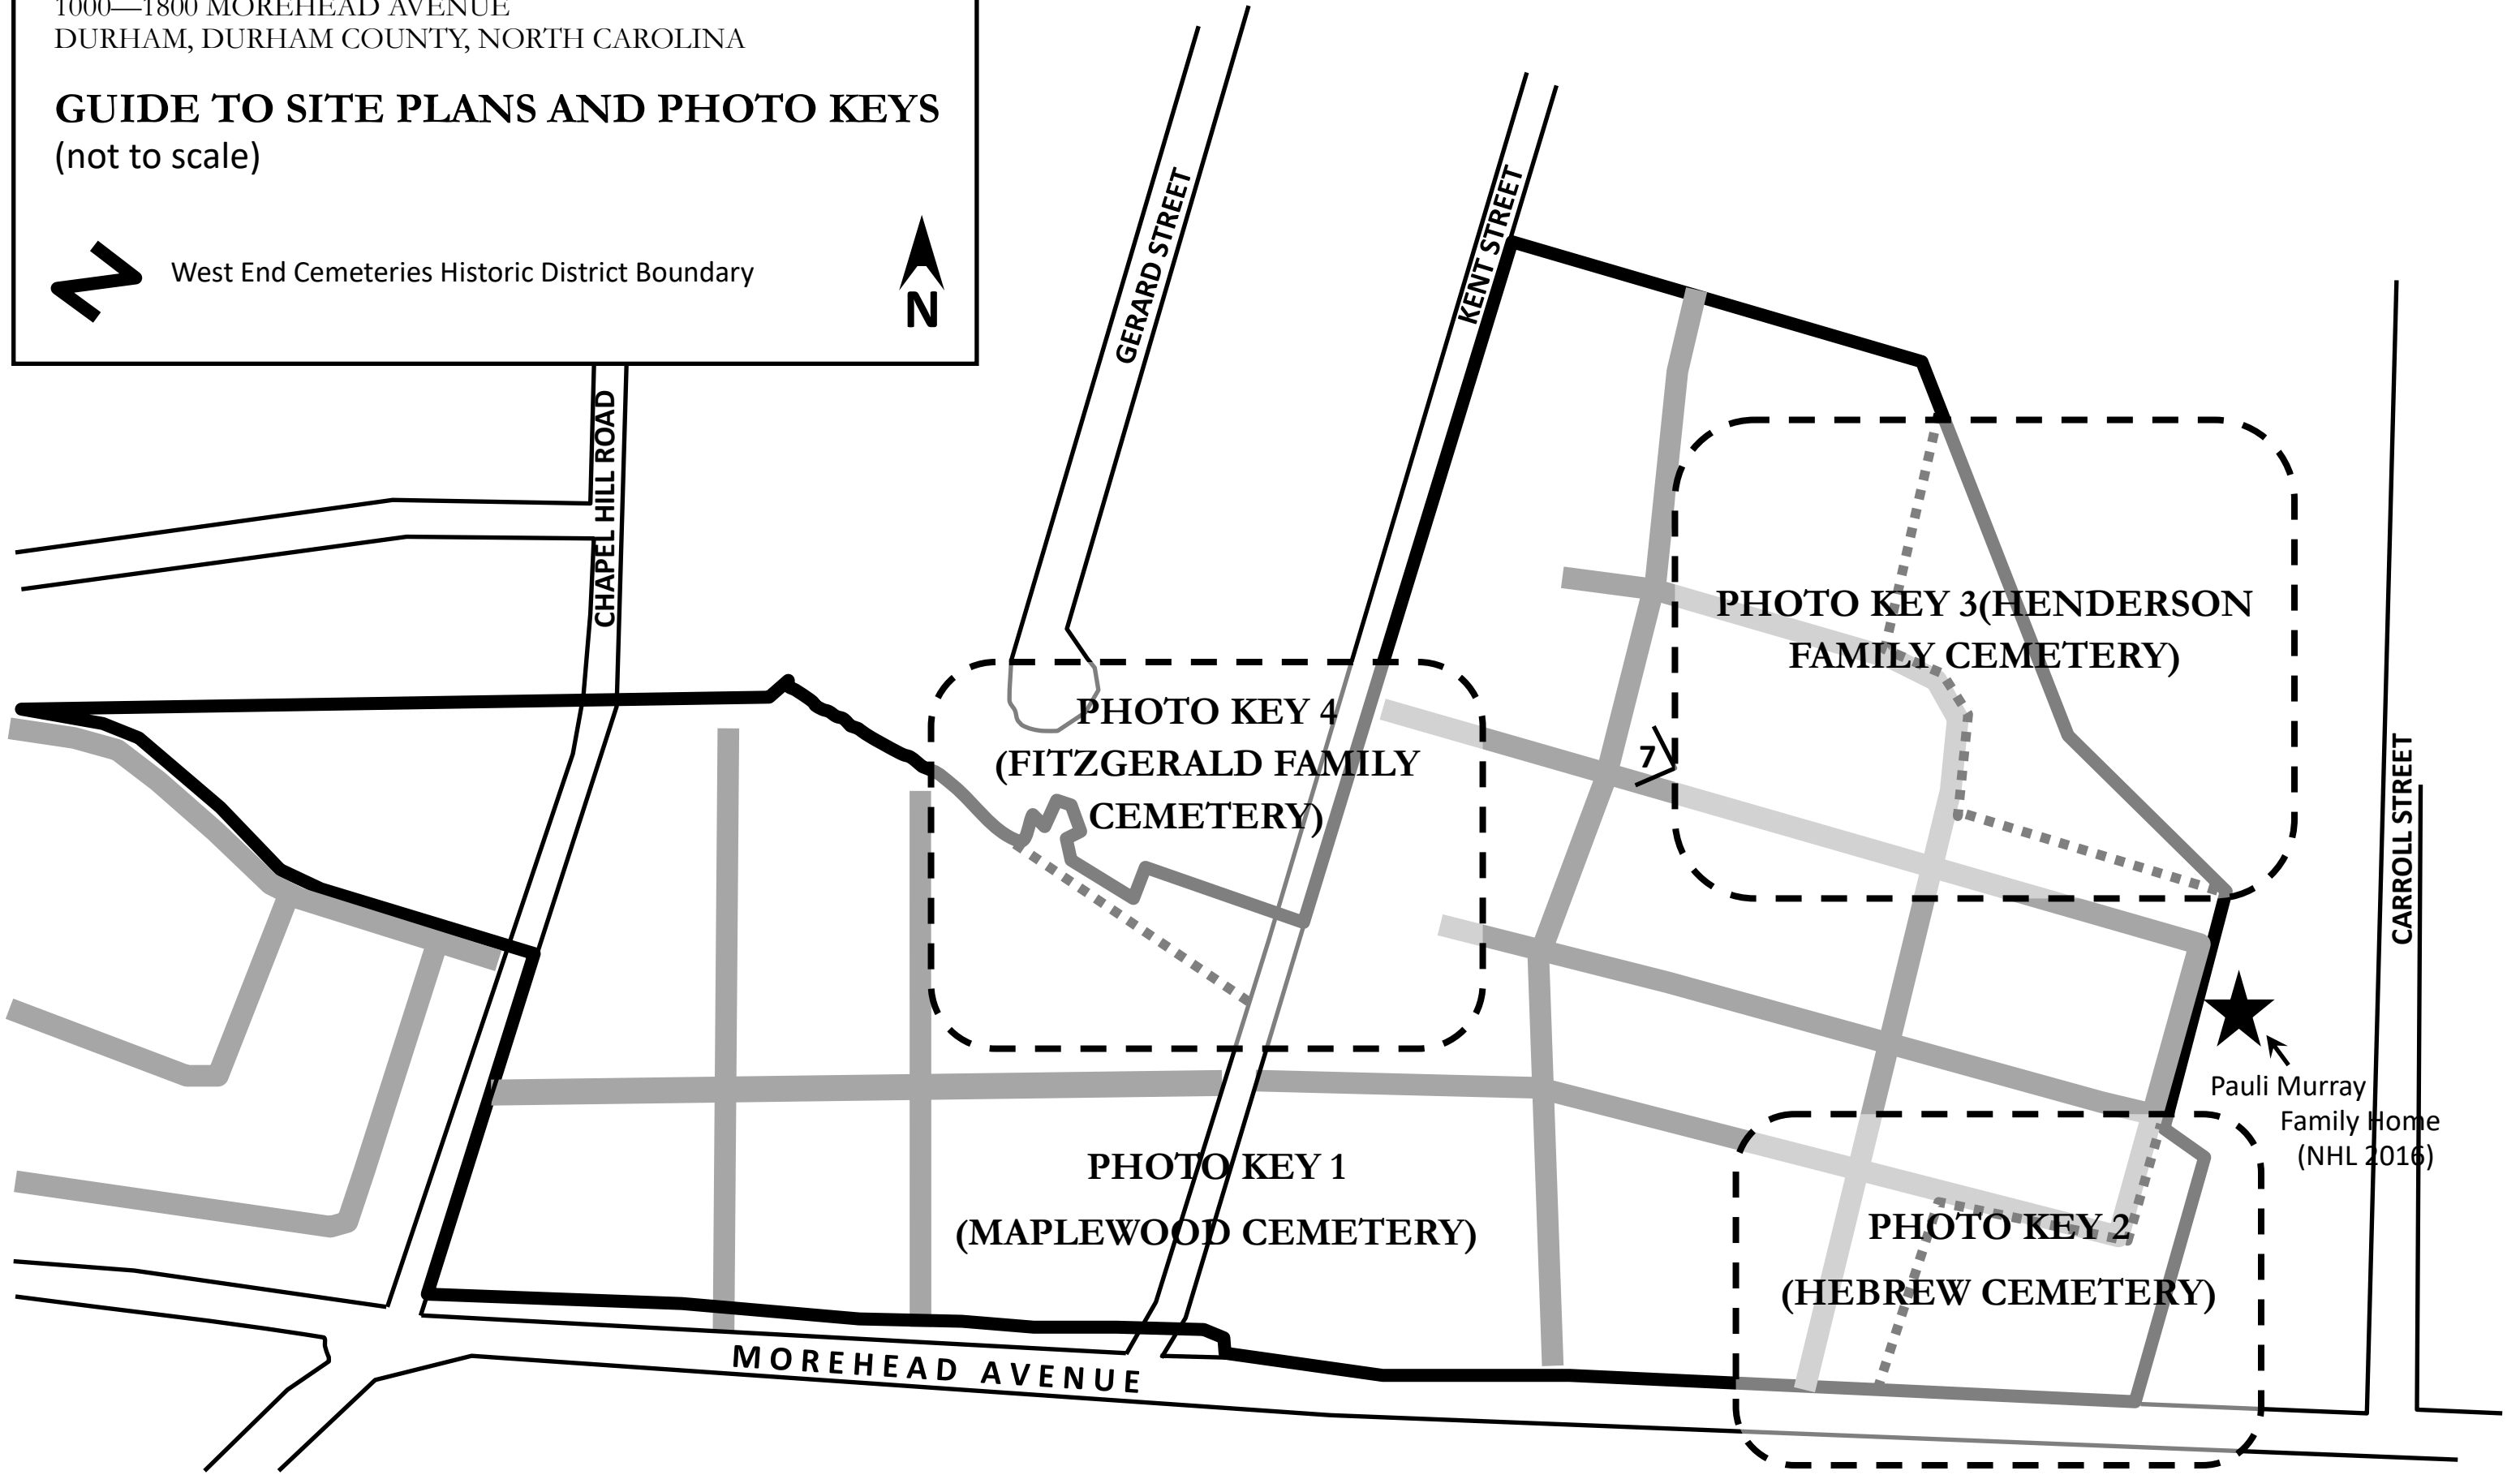 1000—1800 MOREHEAD AVENUE
DURHAM, DURHAM COUNTY, NORTH CAROLINA
GUIDE TO SITE PLANS AND PHOTO KEYS
(not to scale)
West End Cemeteries Historic District Boundary
N
GERARD STREET
KENT STREET
CHAPEL HILL ROAD
PHOTO KEY 3(HENDERSON
FAMILY CEMETERY)
PHOTO KEY 4
(FITZGERALD FAMILY
CEMETERY)
7
CARROLL STREET
Pauli Murray
Family Home
(NHL 2016)
PHOTO KEY 1
(MAPLEWOOD CEMETERY)
PHOTO KEY 2
(HEBREW CEMETERY)
MOREHEAD AVENUE